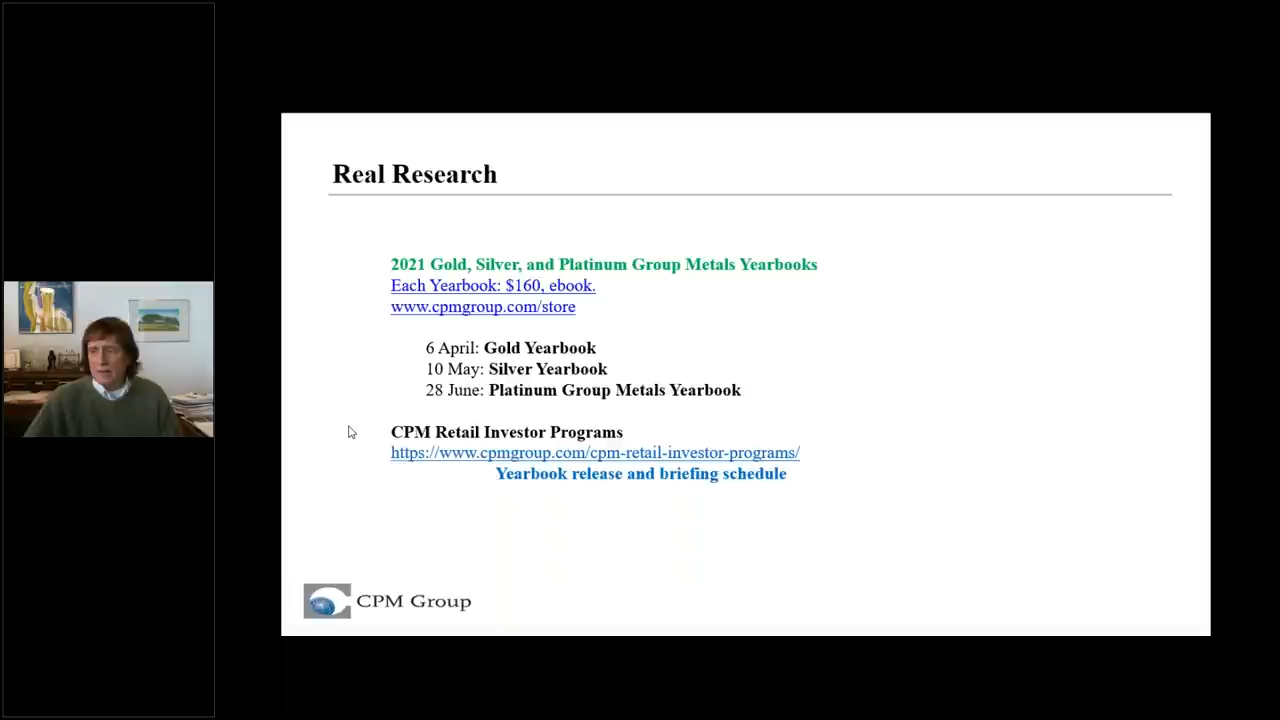 Real Research
2021 Gold, Silver, and Platinum Group Metals Yearbooks
Each Yearbook: $160, ebook.
www.cpmgroup.com/store
6 April: Gold Yearbook
10 May: Silver Yearbook
28 June: Platinum Group Metals Yearbook
CPM Retail Investor Programs
https://www.cpmgroup.com/cpm-retail-investor-programs/
Yearbook release and briefing schedule
CPM Group